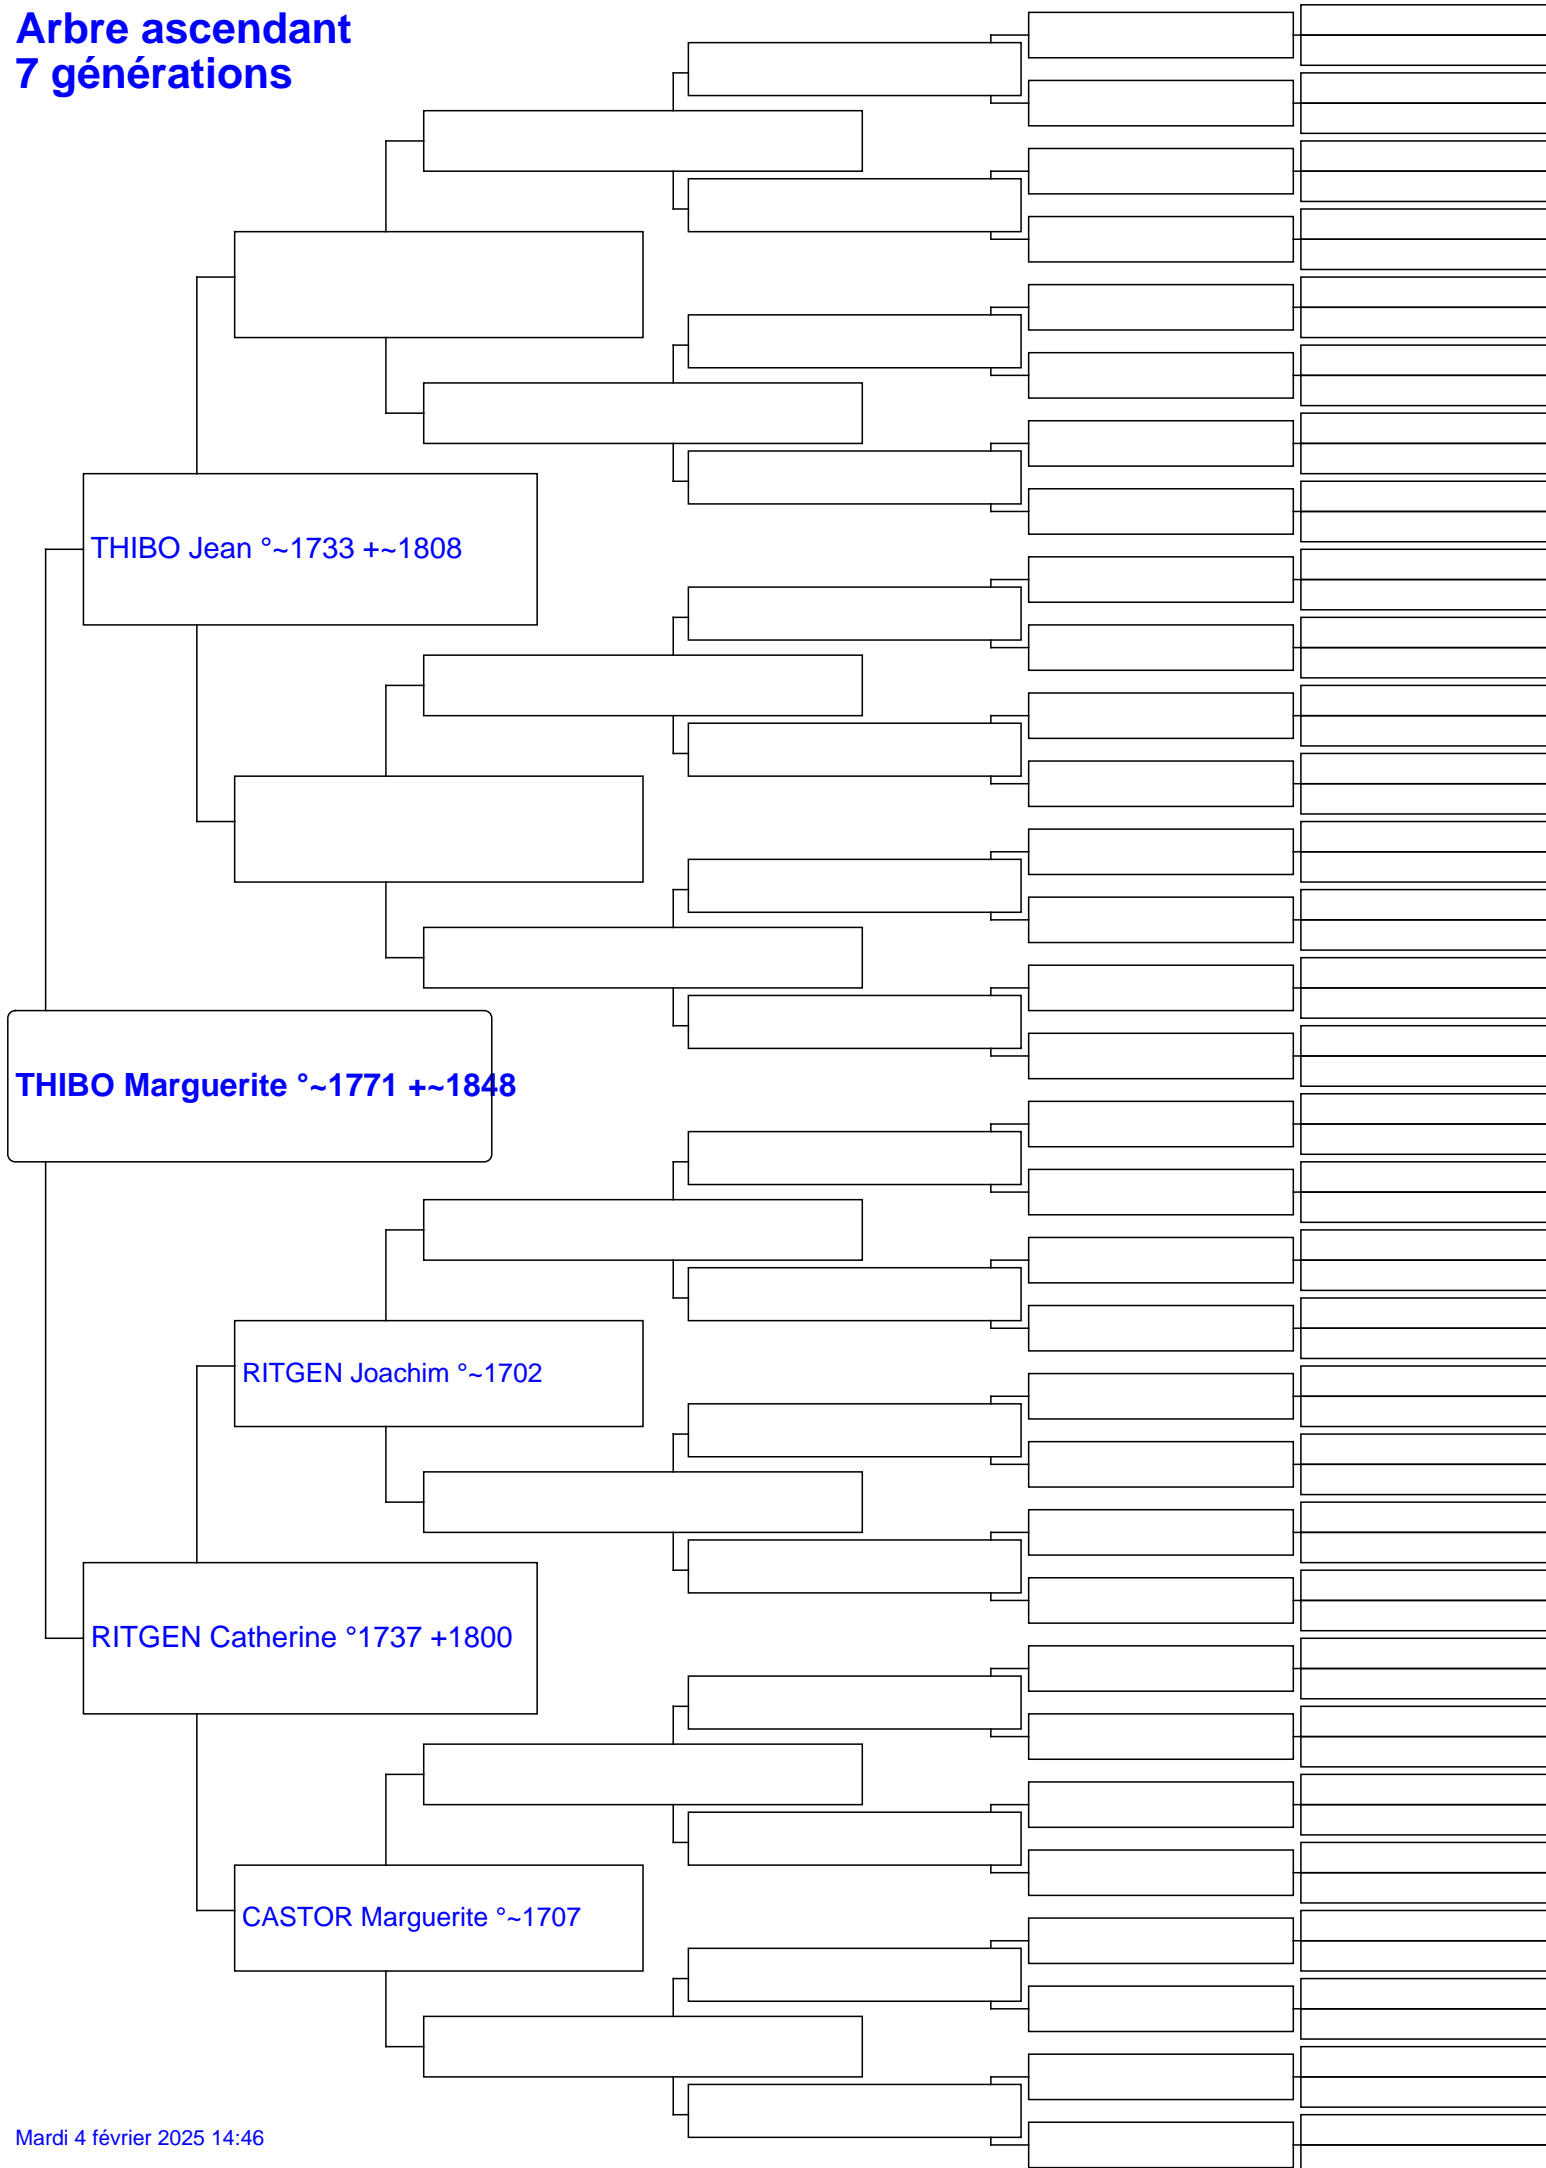 Arbre ascendant
7 générations
THIBO Jean °~1733 +~1808
THIBO Marguerite °~1771 +~1848
RITGEN Joachim °~1702
RITGEN Catherine °1737 +1800
CASTOR Marguerite °~1707
Mardi 4 février 2025 14:46